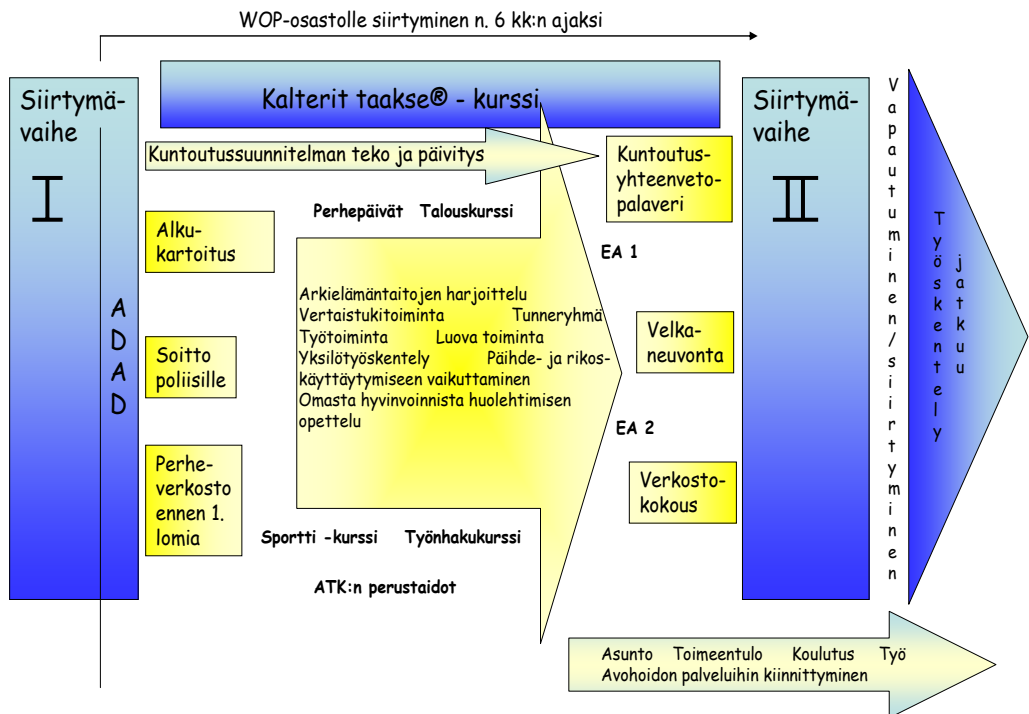 WOP-osastolle siirtyminen n. 6 kk:n ajaksi
Siirtymä-
vaihe
I
ADAD
Kalterit taakse® - kurssi
Kuntoutussuunnitelman teko ja päivitys
Alku-
kartoitus
Soitto
poliisille
Perhe-
verkosto
ennen 1.
lomia
Perhepäivät Talouskurssi
Arkielämäntaitojen harjoittelu
Vertaistukitoiminta Tunneryhmä
Työtoiminta Luova toiminta
Yksilötyöskentely Päihde- ja rikos-
käyttäytymiseen vaikuttaminen
Omasta hyvinvoinnista huolehtimisen
opettelu
Sportti -kurssi Työnhakukurssi
ATK:n perustaidot
Kuntoutus-
yhteenveto-
palaveri
EA 1
Velka-
neuvonta
EA 2
Verkosto-
kokous
Siirtymä-
vaihe
II
Vapautuminen/siirtyminen
Työskentely
jatkuu
Asunto Toimeentulo Koulutus Työ
Avohoidon palveluihin kiinnittyminen